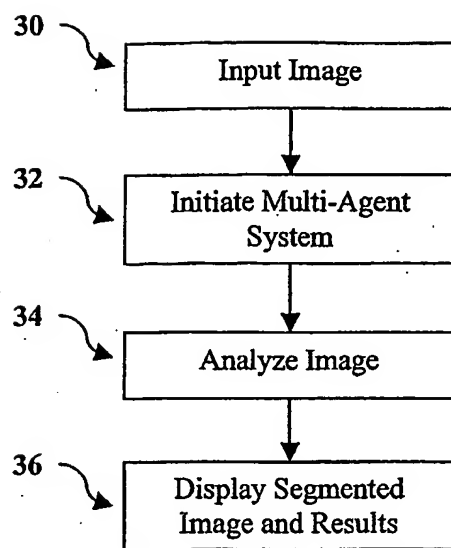 30
Input Image
32
Initiate Multi-Agent
System
34
Analyze Image
36
Display Segmented
Image and Results